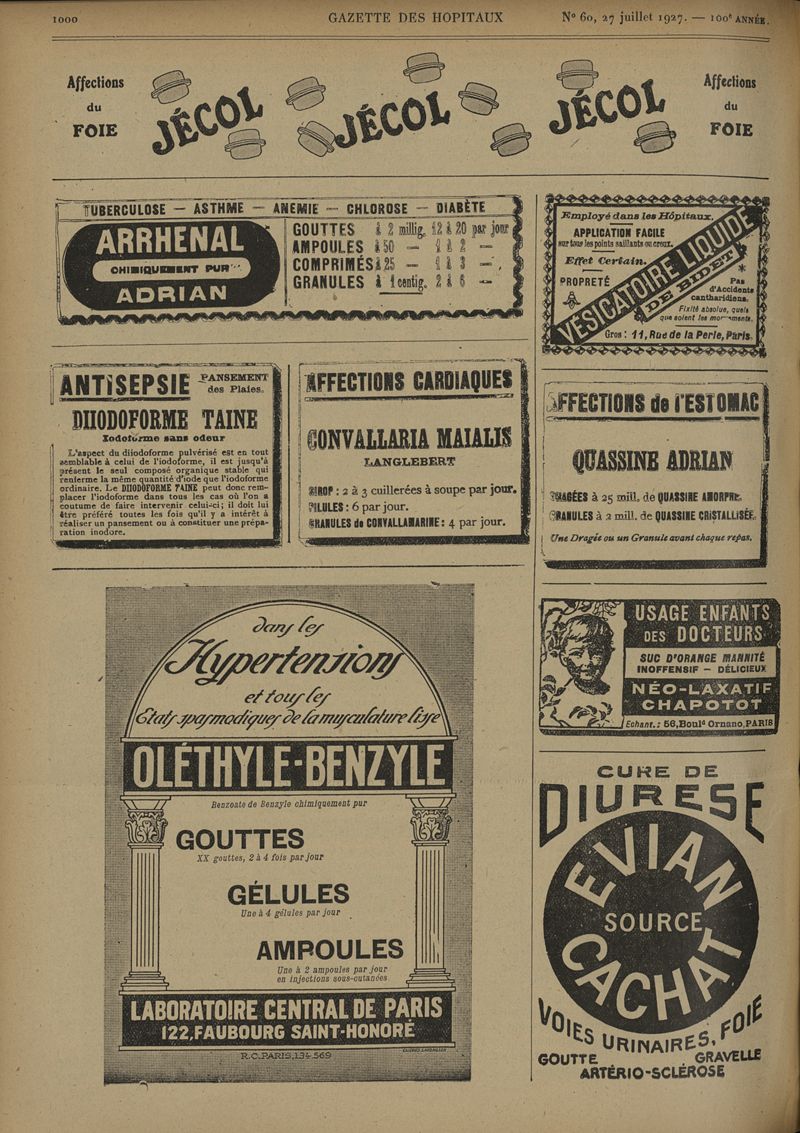 1000
GAZETTE DES HOPITAUX
Nº 60, 27 juillet 1927. — 100e ANNÉE.
Affections
du
FOIE
JÉCOL
JÉCOL
JÉCOL
Affections
du
FOIE
TUBERCULOSE — ASTHME — ANEMIE — CHLOROSE — DIABÈTE
ARRHENAL
CHIMIQUEMENT PUR
ADRIAN
GOUTTES à 2 millig. 12 à 20 par jour
AMPOULES à 50 — 1 à 2 —
COMPRIMÉS à 25 — 1 à 3 —
GRANULES à 1 centig. 2 à 6 —
Employé dans les Hôpitaux.
APPLICATION FACILE
sur tous les points saillants ou creux.
Effet Certain.
PROPRETÉ
VESICATOIRE LIQUIDE
DE BIDET
*
Pas
d'Accidents
cantharidiens.
Fixité absolue, quels
que soient les mouvements.
Gros : 11, Rue de la Perle, Paris.
ANTISEPSIE
PANSEMENT
des Plaies.
DIIODOFORME TAINE
Iodoforme sans odeur
L'aspect du diiodoforme pulvérisé est en tout
semblable à celui de l'iodoforme, il est jusqu'à
présent le seul composé organique stable qui
renferme la même quantité d'iode que l'iodoforme
ordinaire. Le DIIODOFORME TAINE peut donc rem-
placer l'iodoforme dans tous les cas où l'on a
coutume de faire intervenir celui-ci; il doit lui
être préféré toutes les fois qu'il y a intérêt à
réaliser un pansement ou à constituer une prépa-
ration inodore.
AFFECTIONS CARDIAQUES
CONVALLARIA MAIALIS
LANGLEBERT
SIROP : 2 à 3 cuillerées à soupe par jour.
PILULES : 6 par jour.
GRANULES de CONVALLAMARINE : 4 par jour.
AFFECTIONS de l'ESTOMAC
QUASSINE ADRIAN
DRAGÉES à 25 mill. de QUASSINE AMORPHE.
GRANULES à 2 mill. de QUASSINE CRISTALLISÉE.
Une Dragée ou un Granule avant chaque repas.
dans les
Hypertensions
et tous les
États spasmodiques de la musculature lisse
OLÉTHYLE-BENZYLE
Benzoate de Benzyle chimiquement pur
GOUTTES
XX gouttes, 2 à 4 fois par jour
GÉLULES
Une à 4 gélules par jour
AMPOULES
Une à 2 ampoules par jour
en injections sous-cutanées
LABORATOIRE CENTRAL DE PARIS
122, FAUBOURG SAINT-HONORÉ
R.C. PARIS, 134.569
USAGE ENFANTS
DES DOCTEURS
SUC D'ORANGE MANNITÉ
INOFFENSIF — DÉLICIEUX
NÉO-LAXATIF
CHAPOTOT
Echant.: 56, Bould Ornano, PARIS
CURE DE
DIURESE
EVIAN
SOURCE
CACHAT
VOIES URINAIRES, FOIE
GOUTTE GRAVELLE
ARTÉRIO-SCLÉROSE